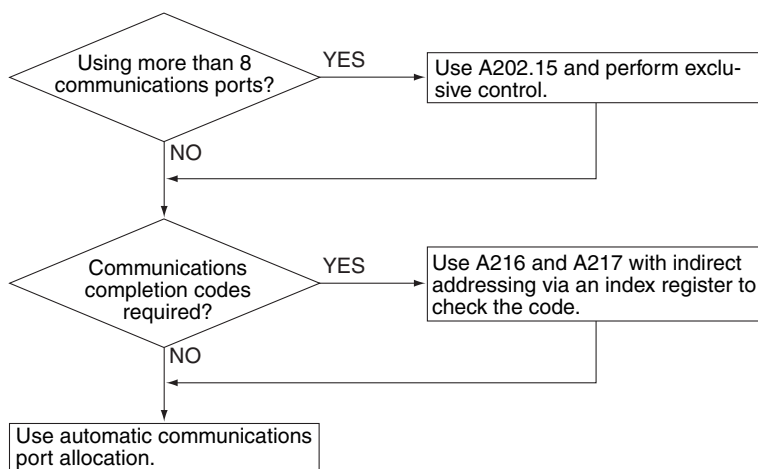 Using more than 8
communications ports?
YES
Use A202.15 and perform exclu-
sive control.
NO
Communications
completion codes
required?
YES
Use A216 and A217 with indirect
addressing via an index register to
check the code.
NO
Use automatic communications
port allocation.